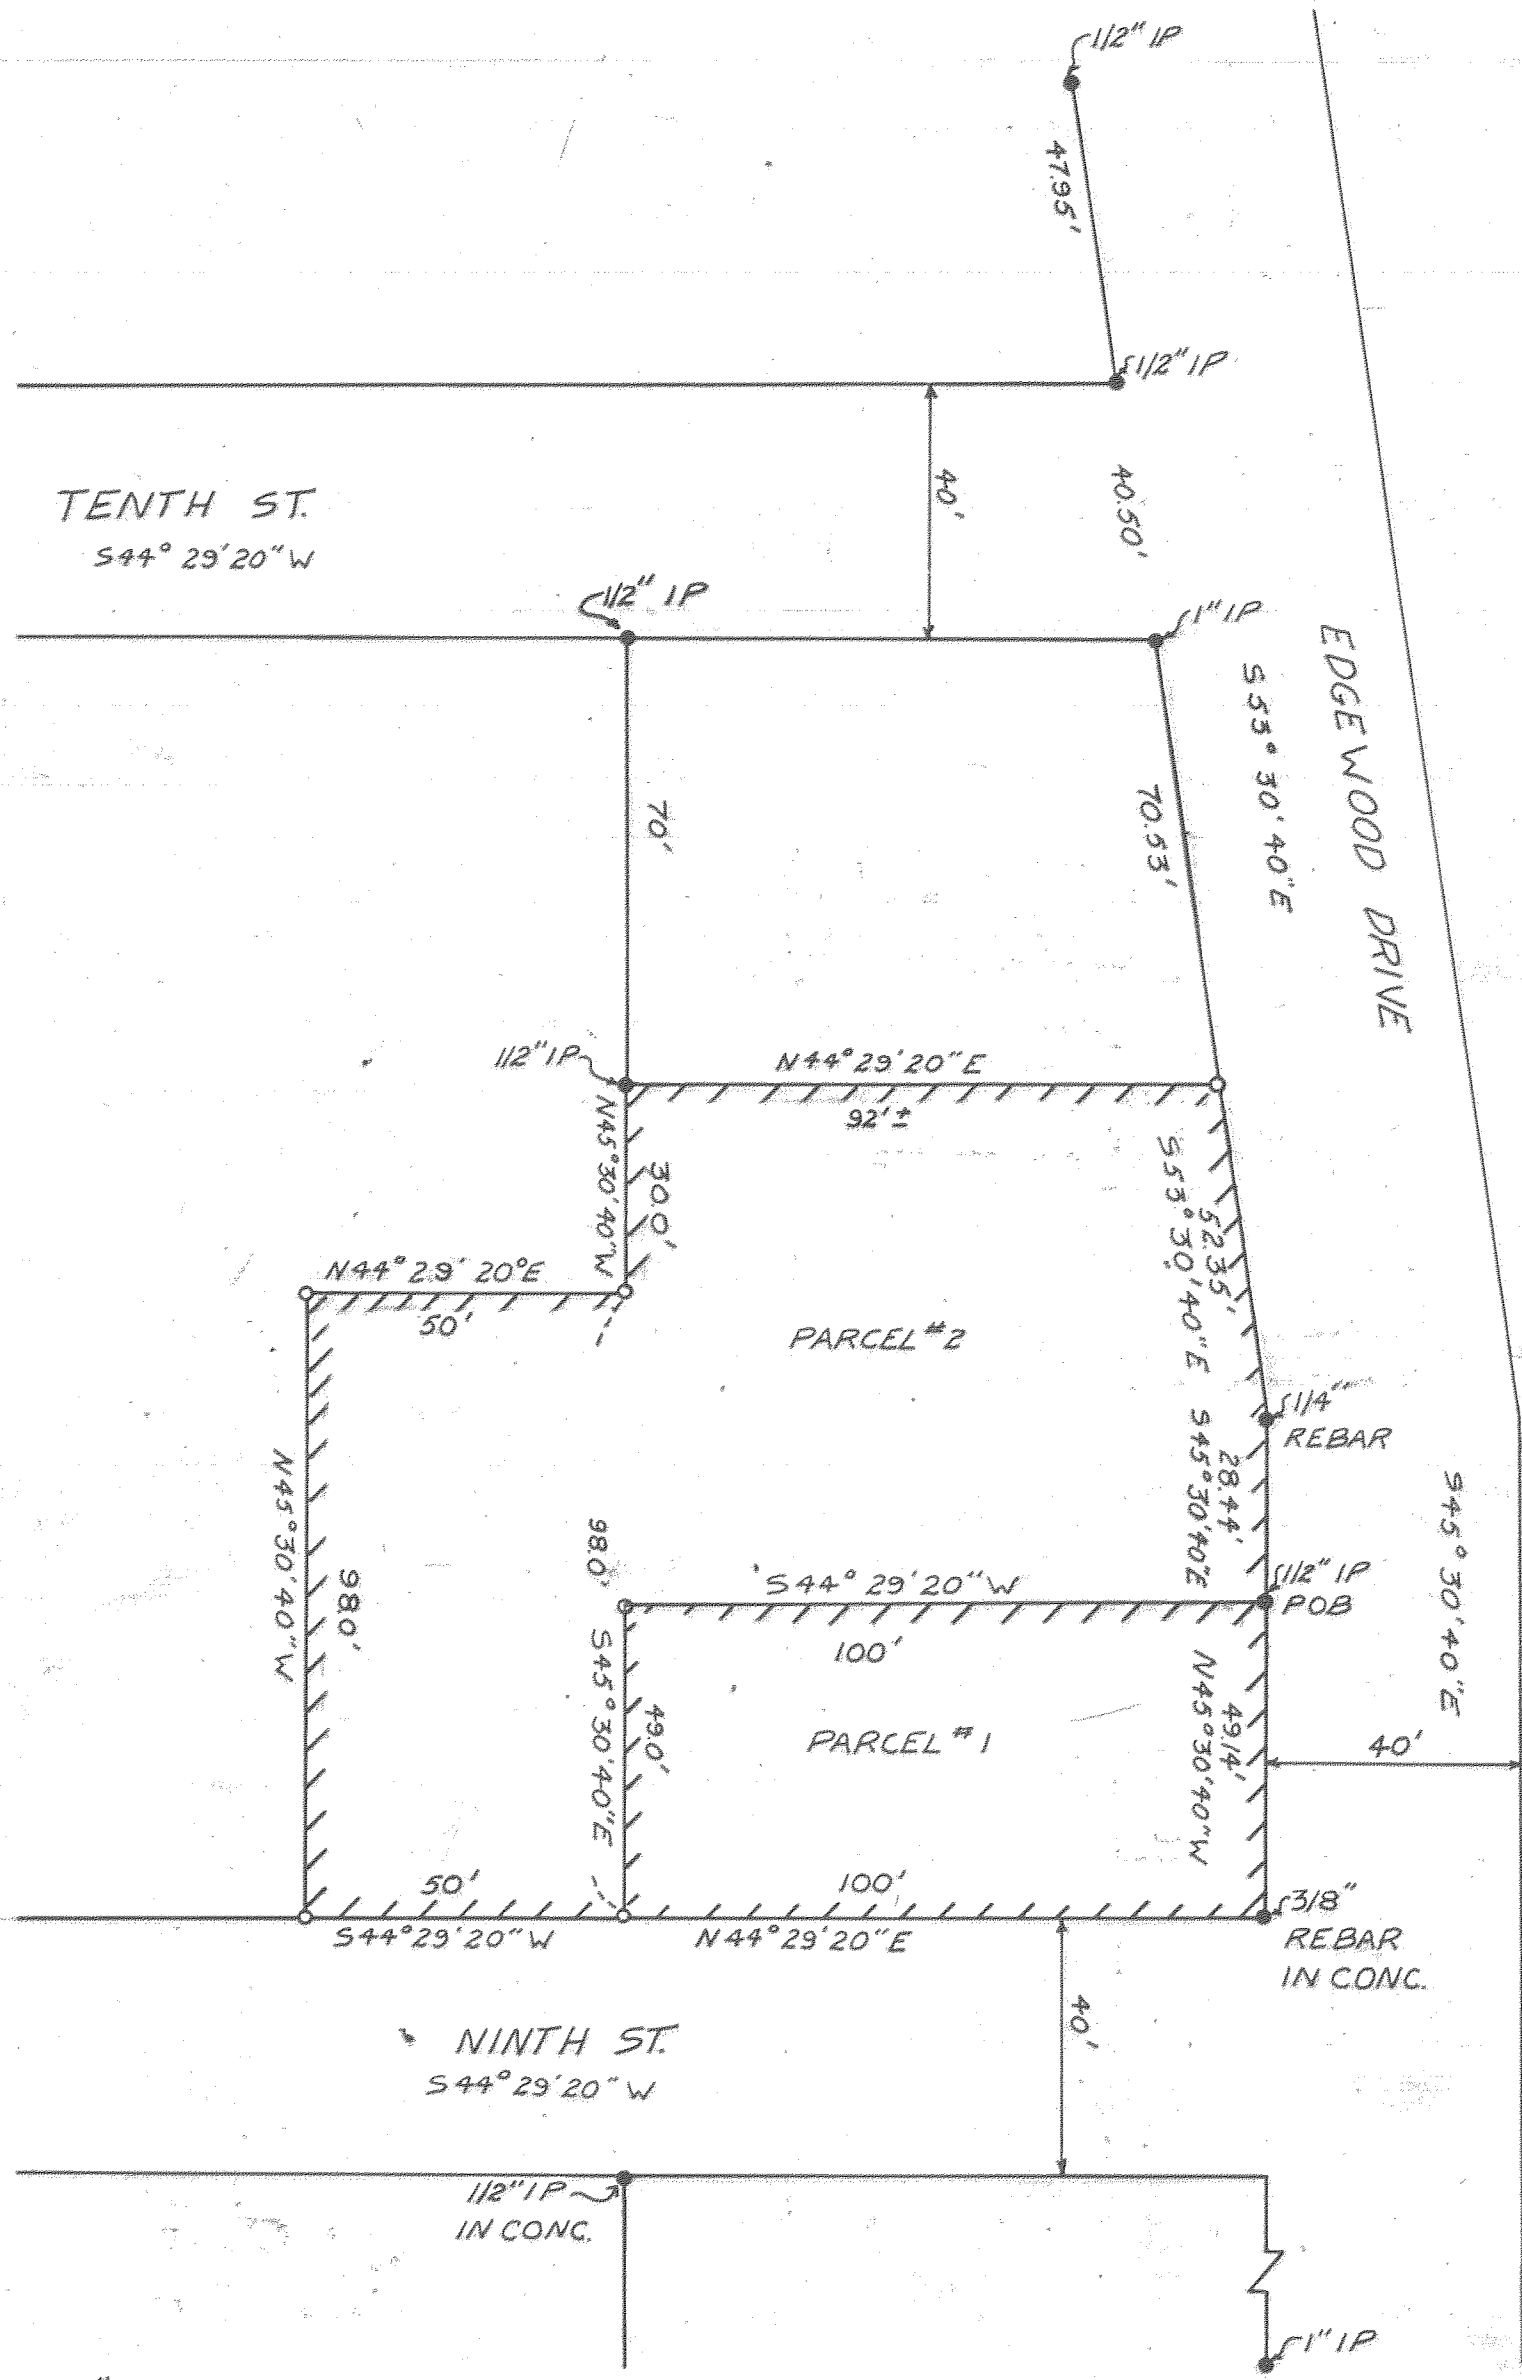 1/2" IP
47.95'
1/2" IP
40'
40.50'
TENTH ST.
S44° 29' 20" W
1/2" IP
1" IP
EDGEWOOD DRIVE
S 53° 30' 40" E
70'
70.53'
1/2" IP
N44° 29' 20" E
92' ±
N45° 30' 40" W
30.0'
S53° 30' 40" E
52.35'
N44° 29' 20° E
50'
PARCEL #2
1/4"
REBAR
S45° 30' 40" E
28.44'
S45° 30' 40" E
N45° 30' 40" W
98.0'
98.0'
S44° 29' 20" W
100'
1/2" IP
POB
S45° 30' 40" E
49.0'
PARCEL #1
N45° 30' 40" W
49.14'
40'
50'
100'
S44° 29' 20" W
N44° 29' 20" E
3/8"
REBAR
IN CONC.
40'
NINTH ST.
S44° 29' 20" W
1/2" IP
IN CONC.
1" IP